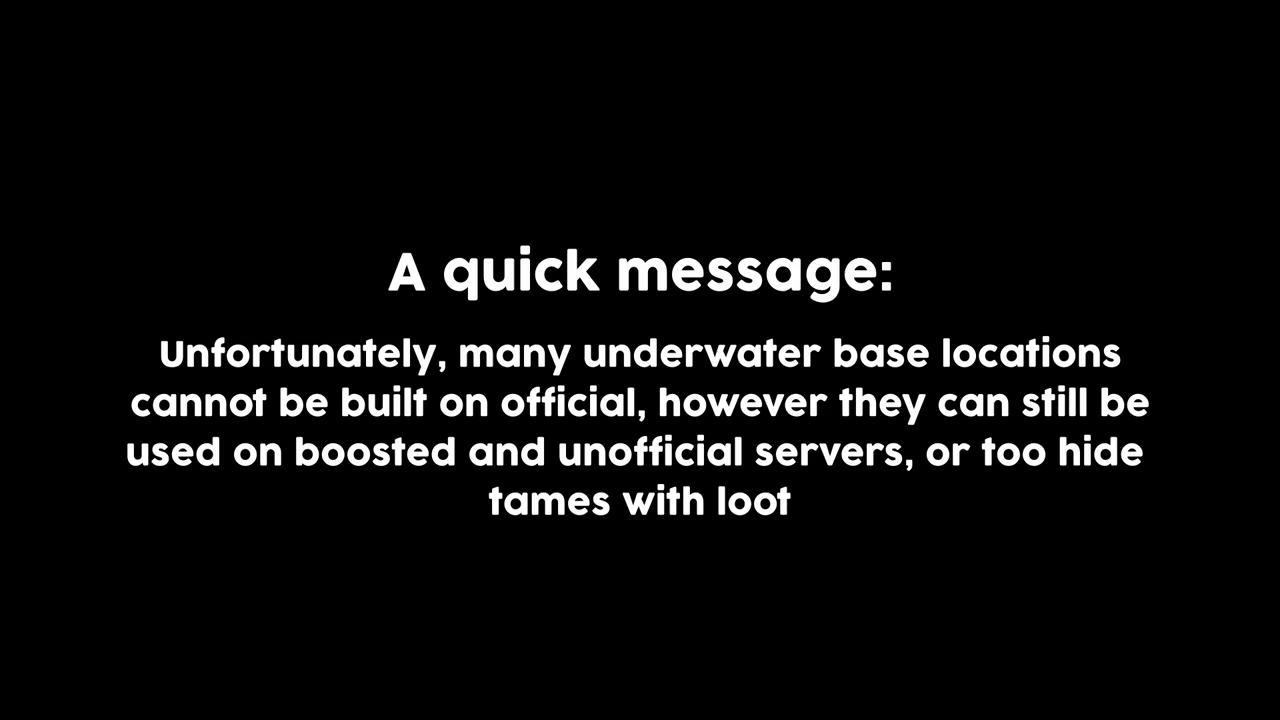 A quick message:
Unfortunately, many underwater base locations
cannot be built on official, however they can still be
used on boosted and unofficial servers, or too hide
tames with loot